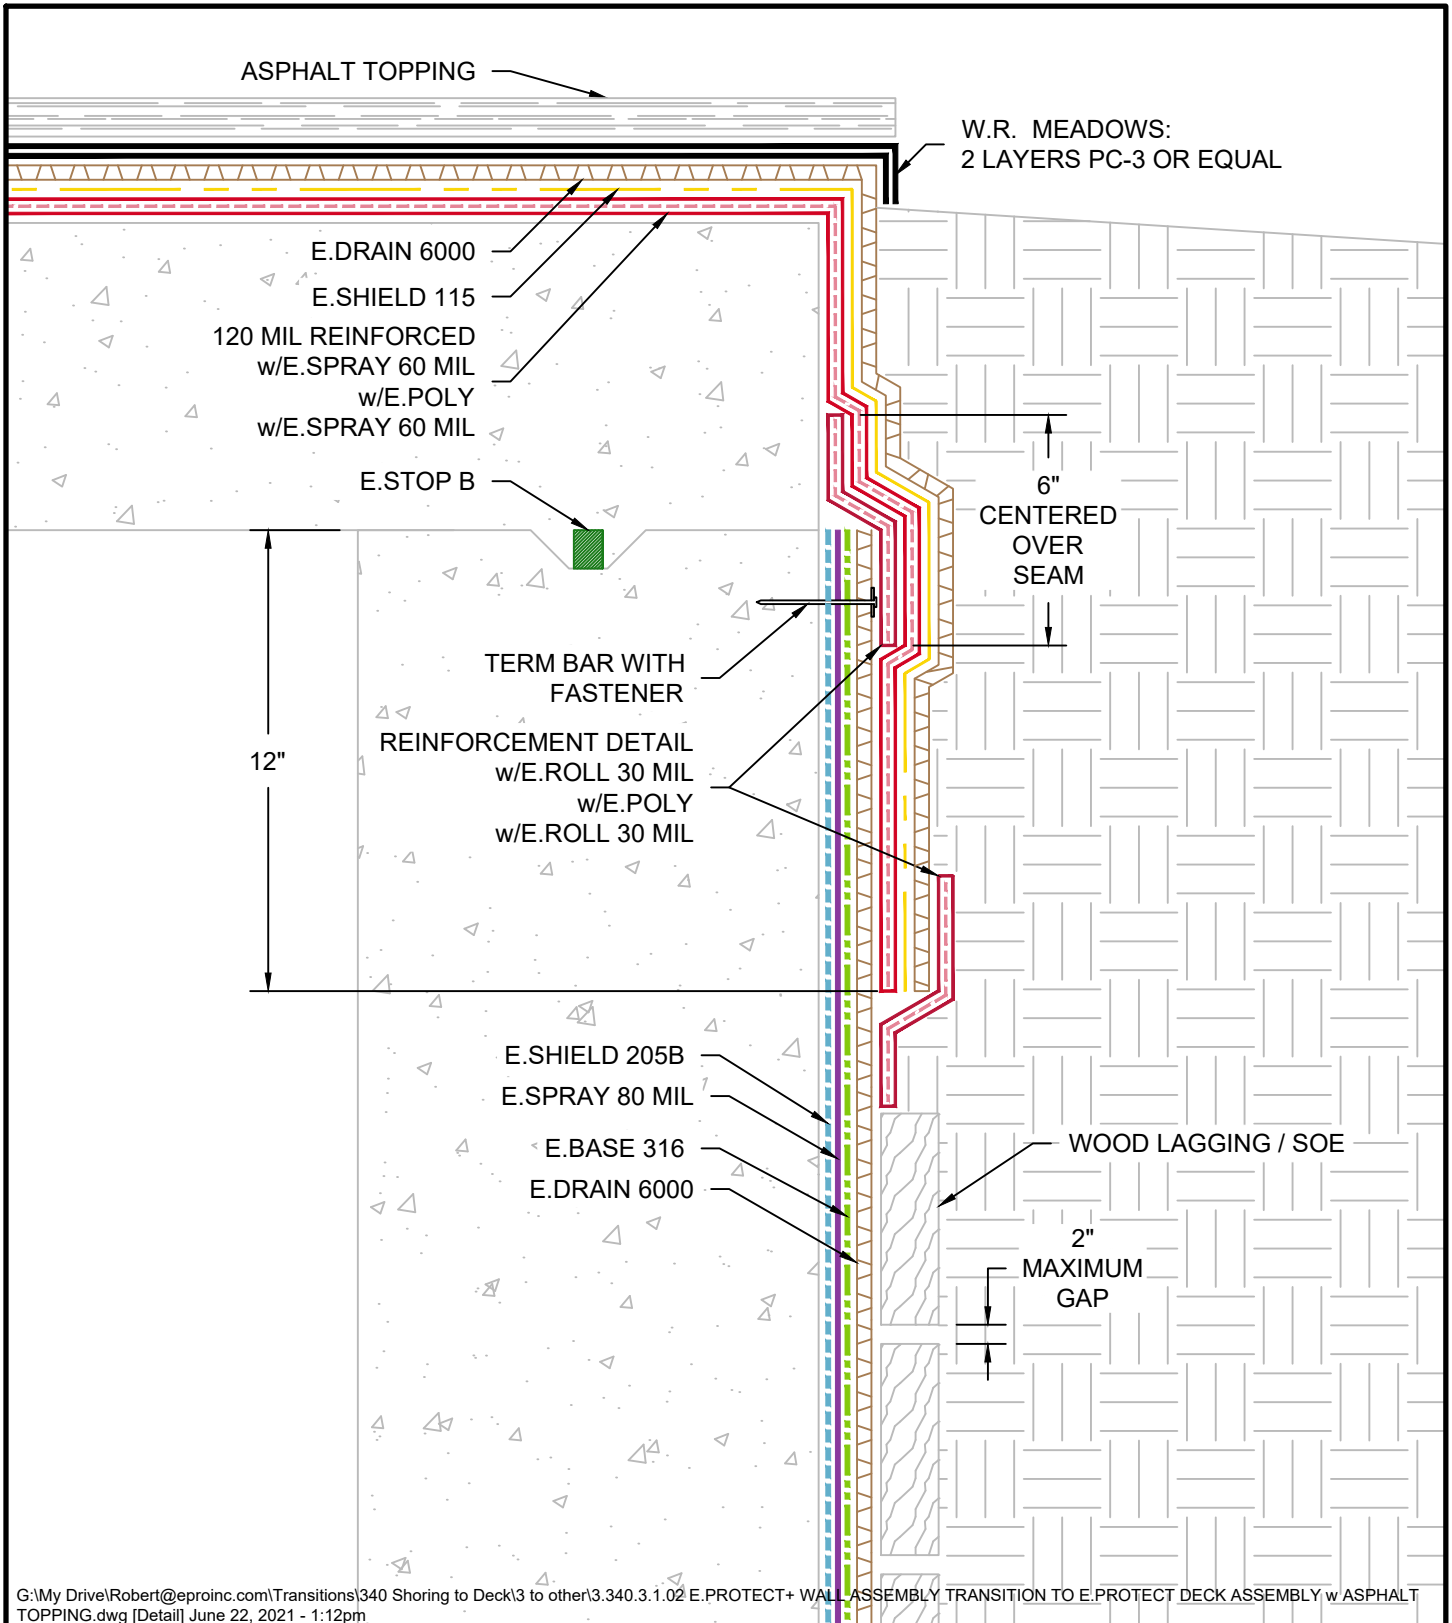 ASPHALT TOPPING
W.R. MEADOWS:
2 LAYERS PC-3 OR EQUAL
E.DRAIN 6000
E.SHIELD 115
120 MIL REINFORCED
w/E.SPRAY 60 MIL
w/E.POLY
w/E.SPRAY 60 MIL
E.STOP B
6"
CENTERED
OVER
SEAM
TERM BAR WITH
FASTENER
REINFORCEMENT DETAIL
w/E.ROLL 30 MIL
w/E.POLY
w/E.ROLL 30 MIL
12"
E.SHIELD 205B
E.SPRAY 80 MIL
E.BASE 316
E.DRAIN 6000
WOOD LAGGING / SOE
2"
MAXIMUM
GAP
G:\My Drive\Robert@eproinc.com\Transitions\340 Shoring to Deck\3 to other\3.340.3.1.02 E.PROTECT+ WALL ASSEMBLY TRANSITION TO E.PROTECT DECK ASSEMBLY w ASPHALT
TOPPING.dwg [Detail] June 22, 2021 - 1:12pm